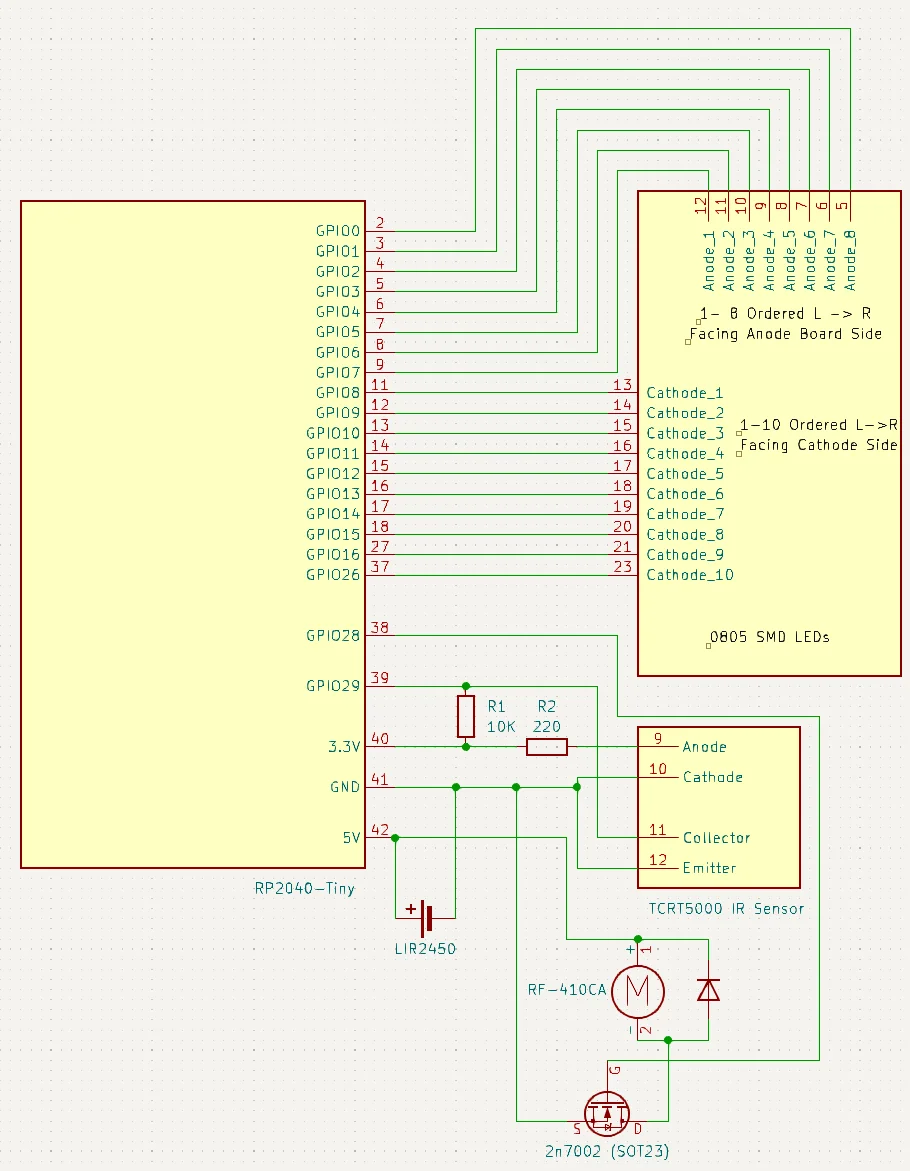 12 11 10 9 8 7 6 5
Anode_1 Anode_2 Anode_3 Anode_4 Anode_5 Anode_6 Anode_7 Anode_8
1- 8 Ordered L -> R
Facing Anode Board Side
GPIO0 2
GPIO1 3
GPIO2 4
GPIO3 5
GPIO4 6
GPIO5 7
GPIO6 8
GPIO7 9
GPIO8 11 13 Cathode_1
GPIO9 12 14 Cathode_2
GPIO10 13 15 Cathode_3
GPIO11 14 16 Cathode_4
GPIO12 15 17 Cathode_5
GPIO13 16 18 Cathode_6
GPIO14 17 19 Cathode_7
GPIO15 18 20 Cathode_8
GPIO16 27 21 Cathode_9
GPIO26 37 23 Cathode_10
1-10 Ordered L->R
Facing Cathode Side
0805 SMD LEDs
GPIO28 38
GPIO29 39
3.3V 40
GND 41
5V 42
RP2040-Tiny
R1
10K
R2
220
9 Anode
10 Cathode
11 Collector
12 Emitter
TCRT5000 IR Sensor
+
LIR2450
+ 1
RF-410CA
M
- 2
G
S D
2n7002 (SOT23)